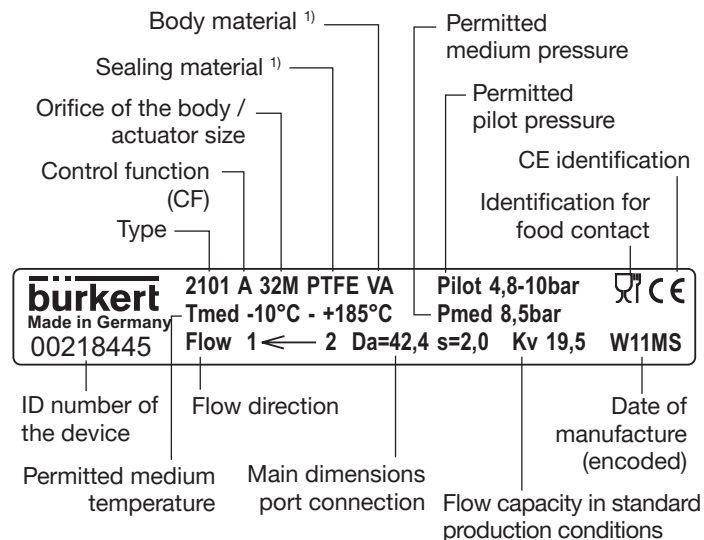 Body material 1)
Permitted
medium pressure
Sealing material 1)
Permitted
pilot pressure
Orifice of the body /
actuator size
CE identification
Control function
(CF)
Identification for
food contact
Type
burkert
Made in Germany
00218445
2101 A 32M PTFE VA Pilot 4,8-10bar CE
Tmed -10°C - +185°C Pmed 8,5bar
Flow 1 ← 2 Da=42,4 s=2,0 Kv 19,5 W11MS
ID number of
the device
Flow direction
Date of
manufacture
(encoded)
Permitted medium
temperature
Main dimensions
port connection
Flow capacity in standard
production conditions